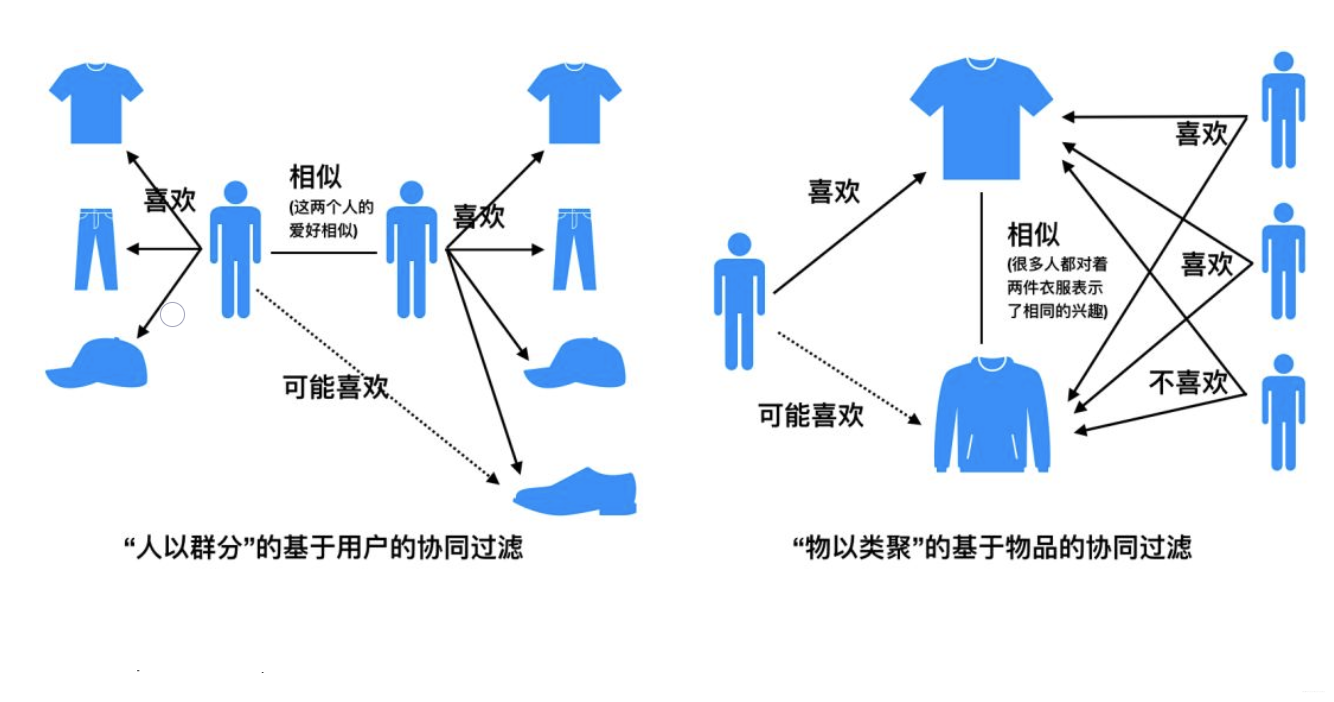 喜欢
相似
(这两个人的
爱好相似)
喜欢
可能喜欢
“人以群分”的基于用户的协同过滤
喜欢
相似
(很多人都对着
两件衣服表示
了相同的兴趣)
喜欢
喜欢
不喜欢
可能喜欢
“物以类聚”的基于物品的协同过滤